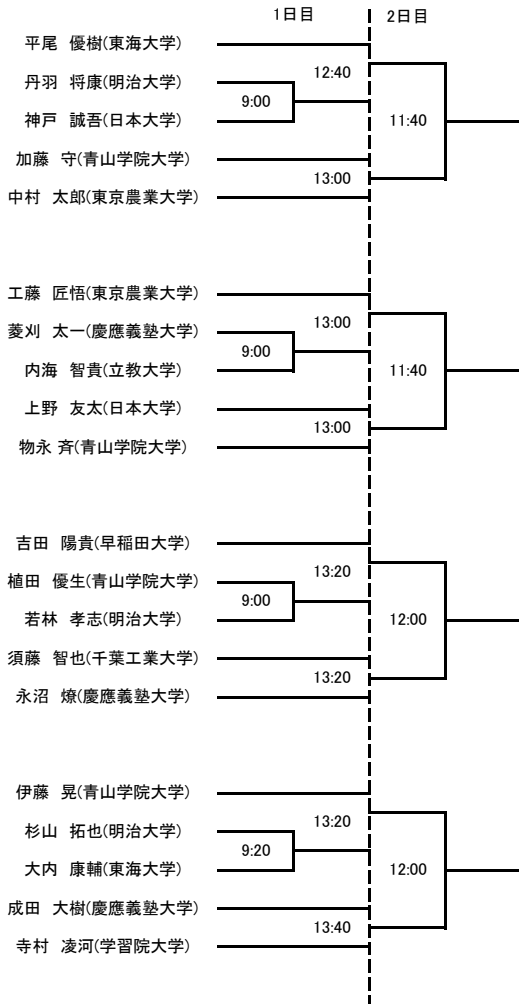 1日目 2日目
平尾 優樹(東海大学)
12:40
丹羽 将康(明治大学)
9:00
神戸 誠吾(日本大学)
11:40
加藤 守(青山学院大学)
13:00
中村 太郎(東京農業大学)
工藤 匠悟(東京農業大学)
13:00
菱刈 太一(慶應義塾大学)
9:00
内海 智貴(立教大学)
11:40
上野 友太(日本大学)
13:00
物永 斉(青山学院大学)
吉田 陽貴(早稲田大学)
13:20
植田 優生(青山学院大学)
9:00
若林 孝志(明治大学)
12:00
須藤 智也(千葉工業大学)
13:20
永沼 燎(慶應義塾大学)
伊藤 晃(青山学院大学)
13:20
杉山 拓也(明治大学)
9:20
大内 康輔(東海大学)
12:00
成田 大樹(慶應義塾大学)
13:40
寺村 凌河(学習院大学)